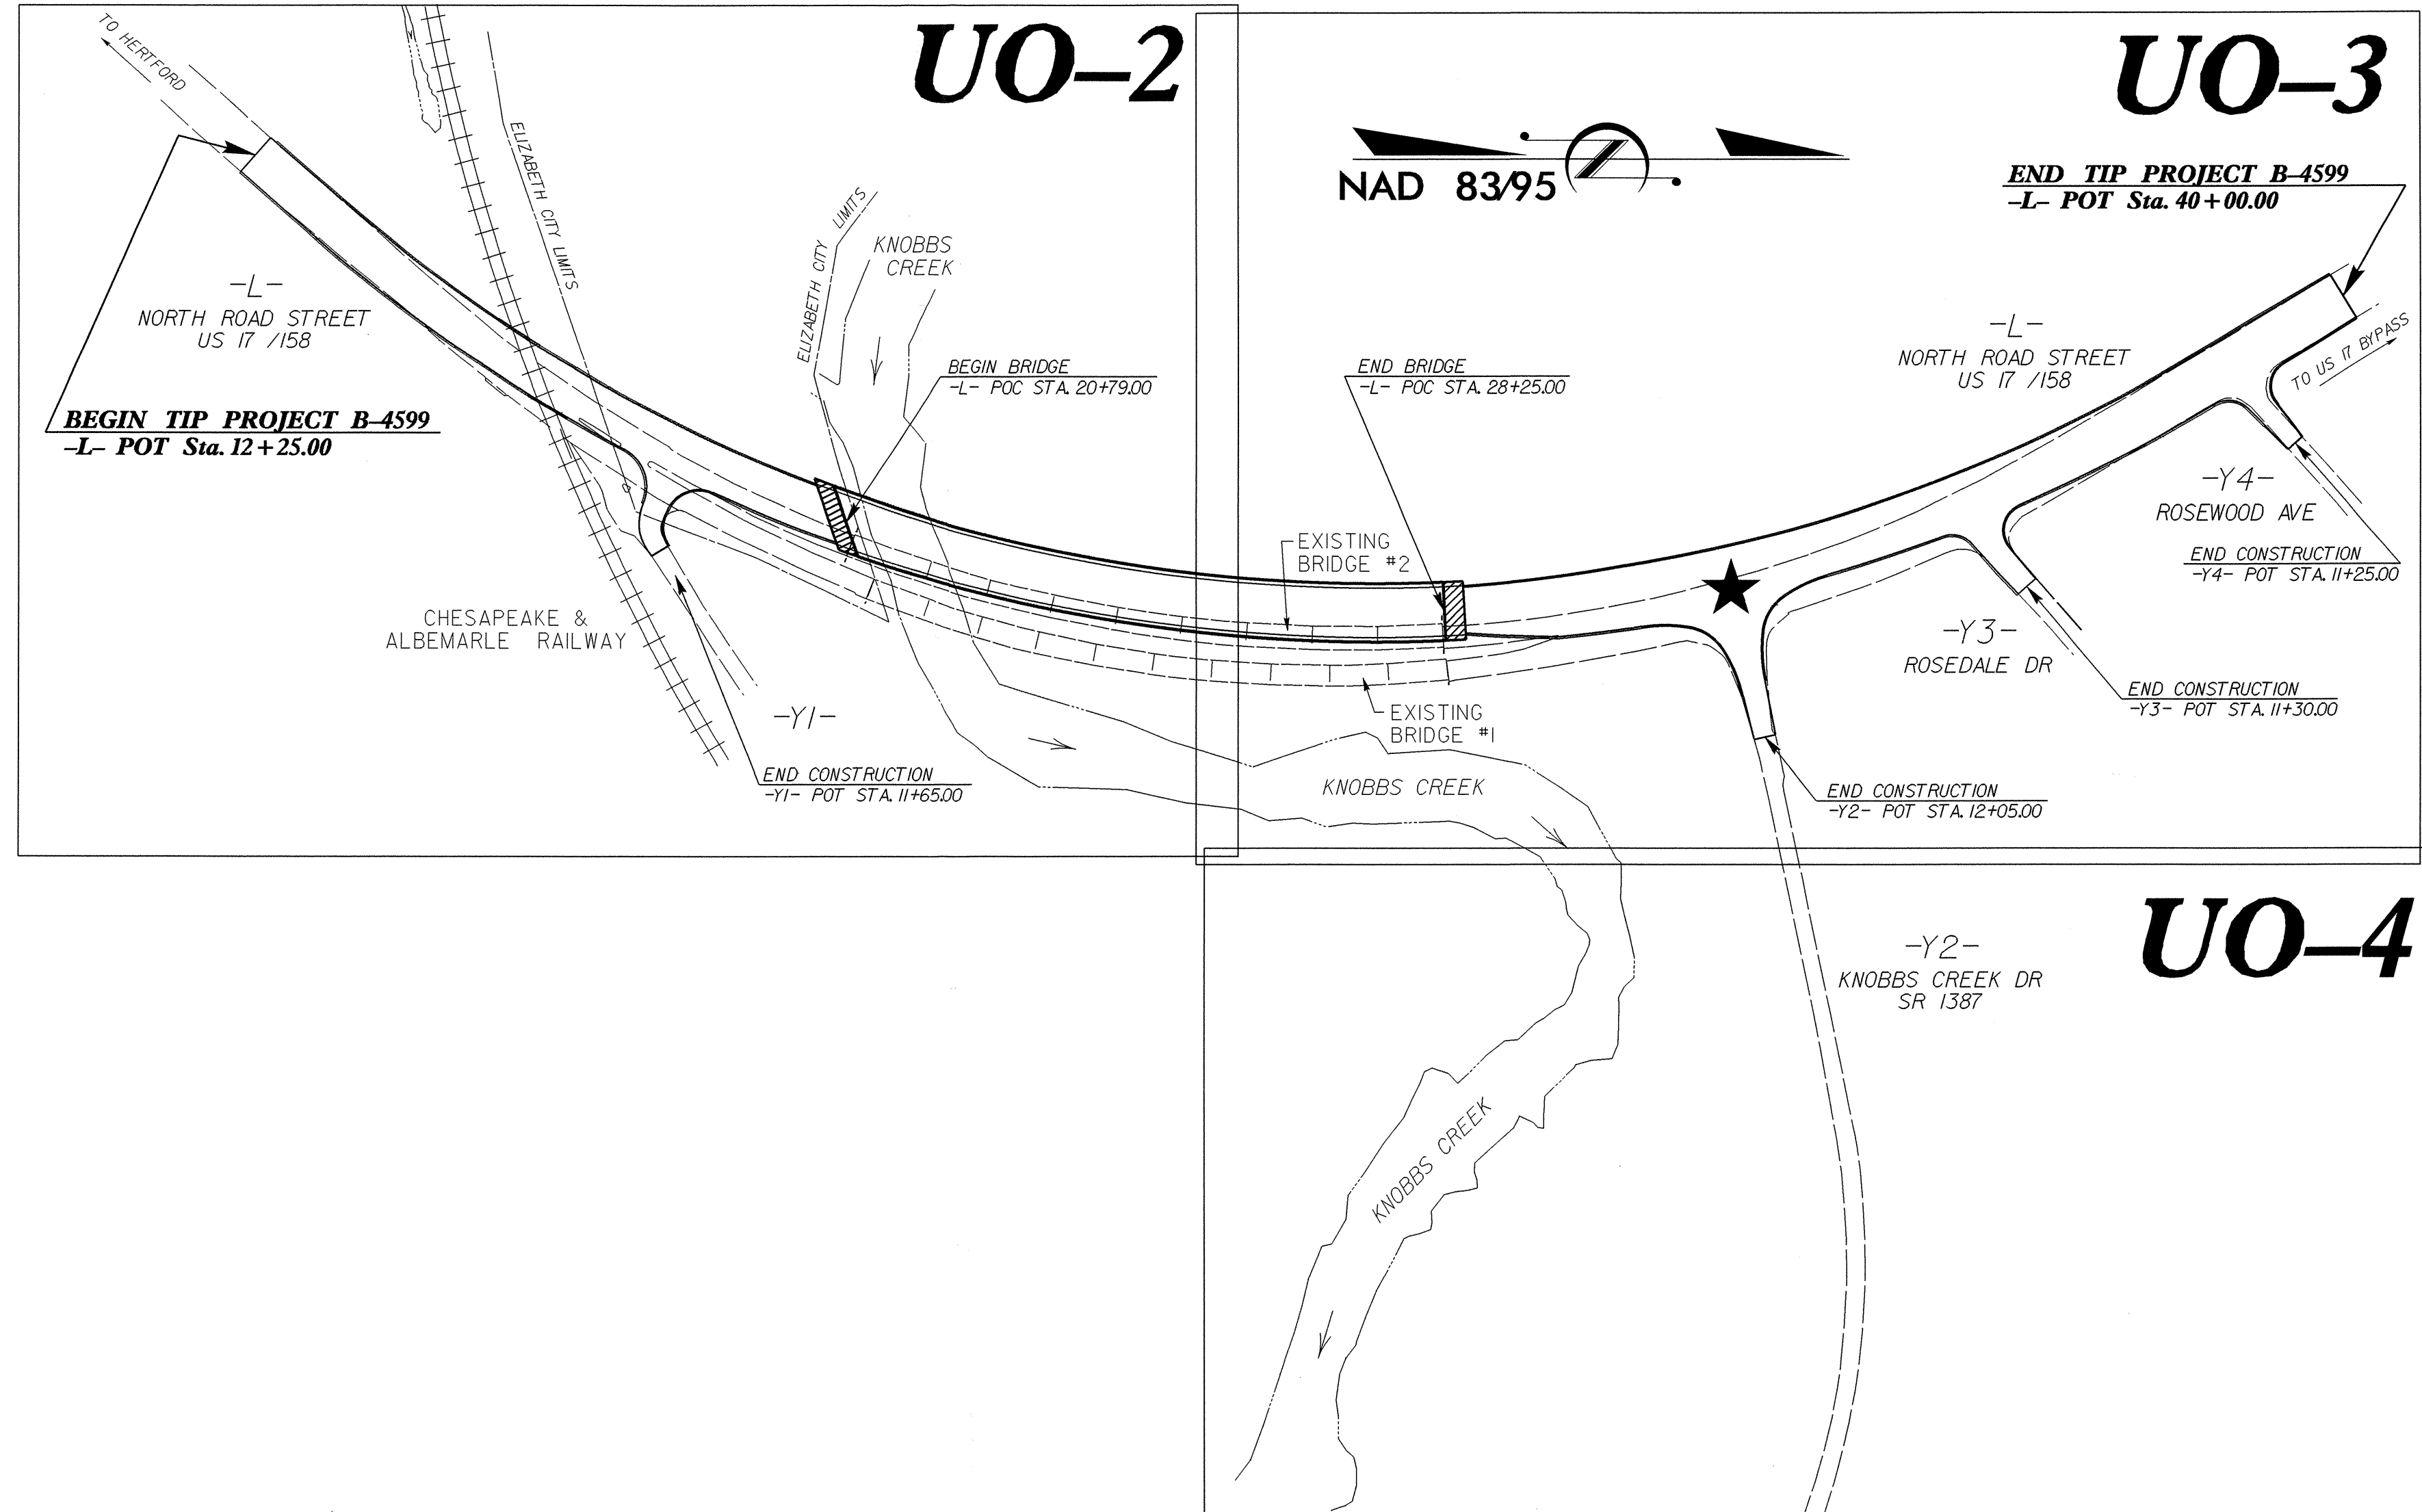 UO–2
UO–3
TO HERTFORD
ELIZABETH CITY LIMITS
ELIZABETH CITY LIMITS
KNOBBS
CREEK
NAD 83/95
END TIP PROJECT B–4599
–L– POT Sta. 40+00.00
-L-
NORTH ROAD STREET
US 17 /158
BEGIN BRIDGE
-L- POC STA. 20+79.00
END BRIDGE
-L- POC STA. 28+25.00
-L-
NORTH ROAD STREET
US 17 /158
TO US 17 BYPASS
BEGIN TIP PROJECT B–4599
–L– POT Sta. 12+25.00
EXISTING
BRIDGE #2
-Y4-
ROSEWOOD AVE
END CONSTRUCTION
-Y4- POT STA. 11+25.00
CHESAPEAKE &
ALBEMARLE RAILWAY
-Y3-
ROSEDALE DR
END CONSTRUCTION
-Y3- POT STA. 11+30.00
-Y1-
EXISTING
BRIDGE #1
END CONSTRUCTION
-Y1- POT STA. 11+65.00
KNOBBS CREEK
END CONSTRUCTION
-Y2- POT STA. 12+05.00
UO–4
-Y2-
KNOBBS CREEK DR
SR 1387
KNOBBS CREEK